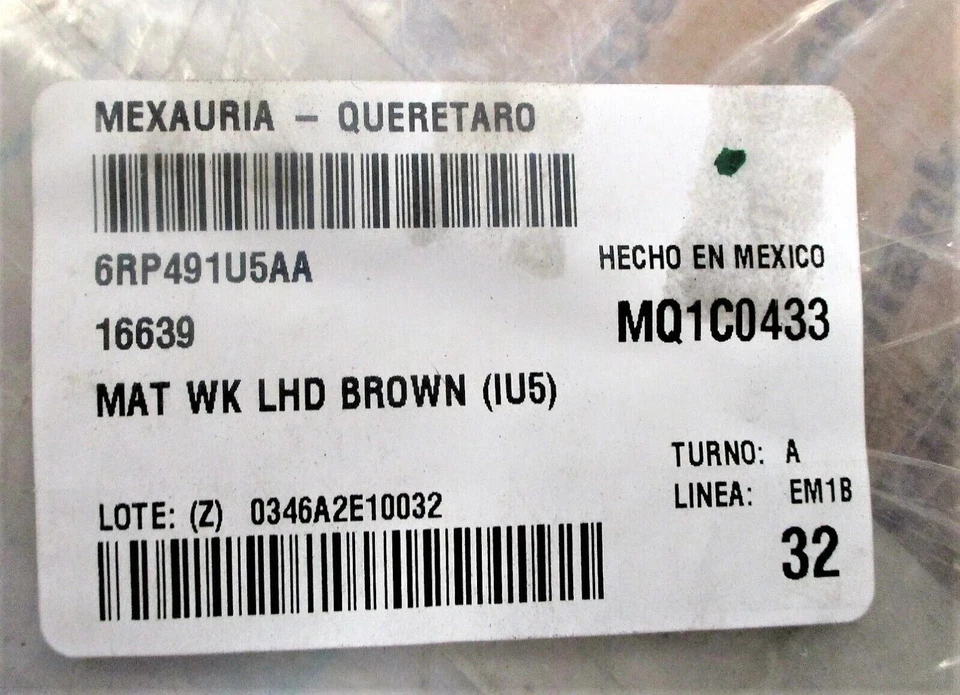 MEXAURIA – QUERETARO
6RP491U5AA
HECHO EN MEXICO
16639
MQ1C0433
MAT WK LHD BROWN (IU5)
TURNO: A
LINEA: EM1B
LOTE: (Z) 0346A2E10032
32